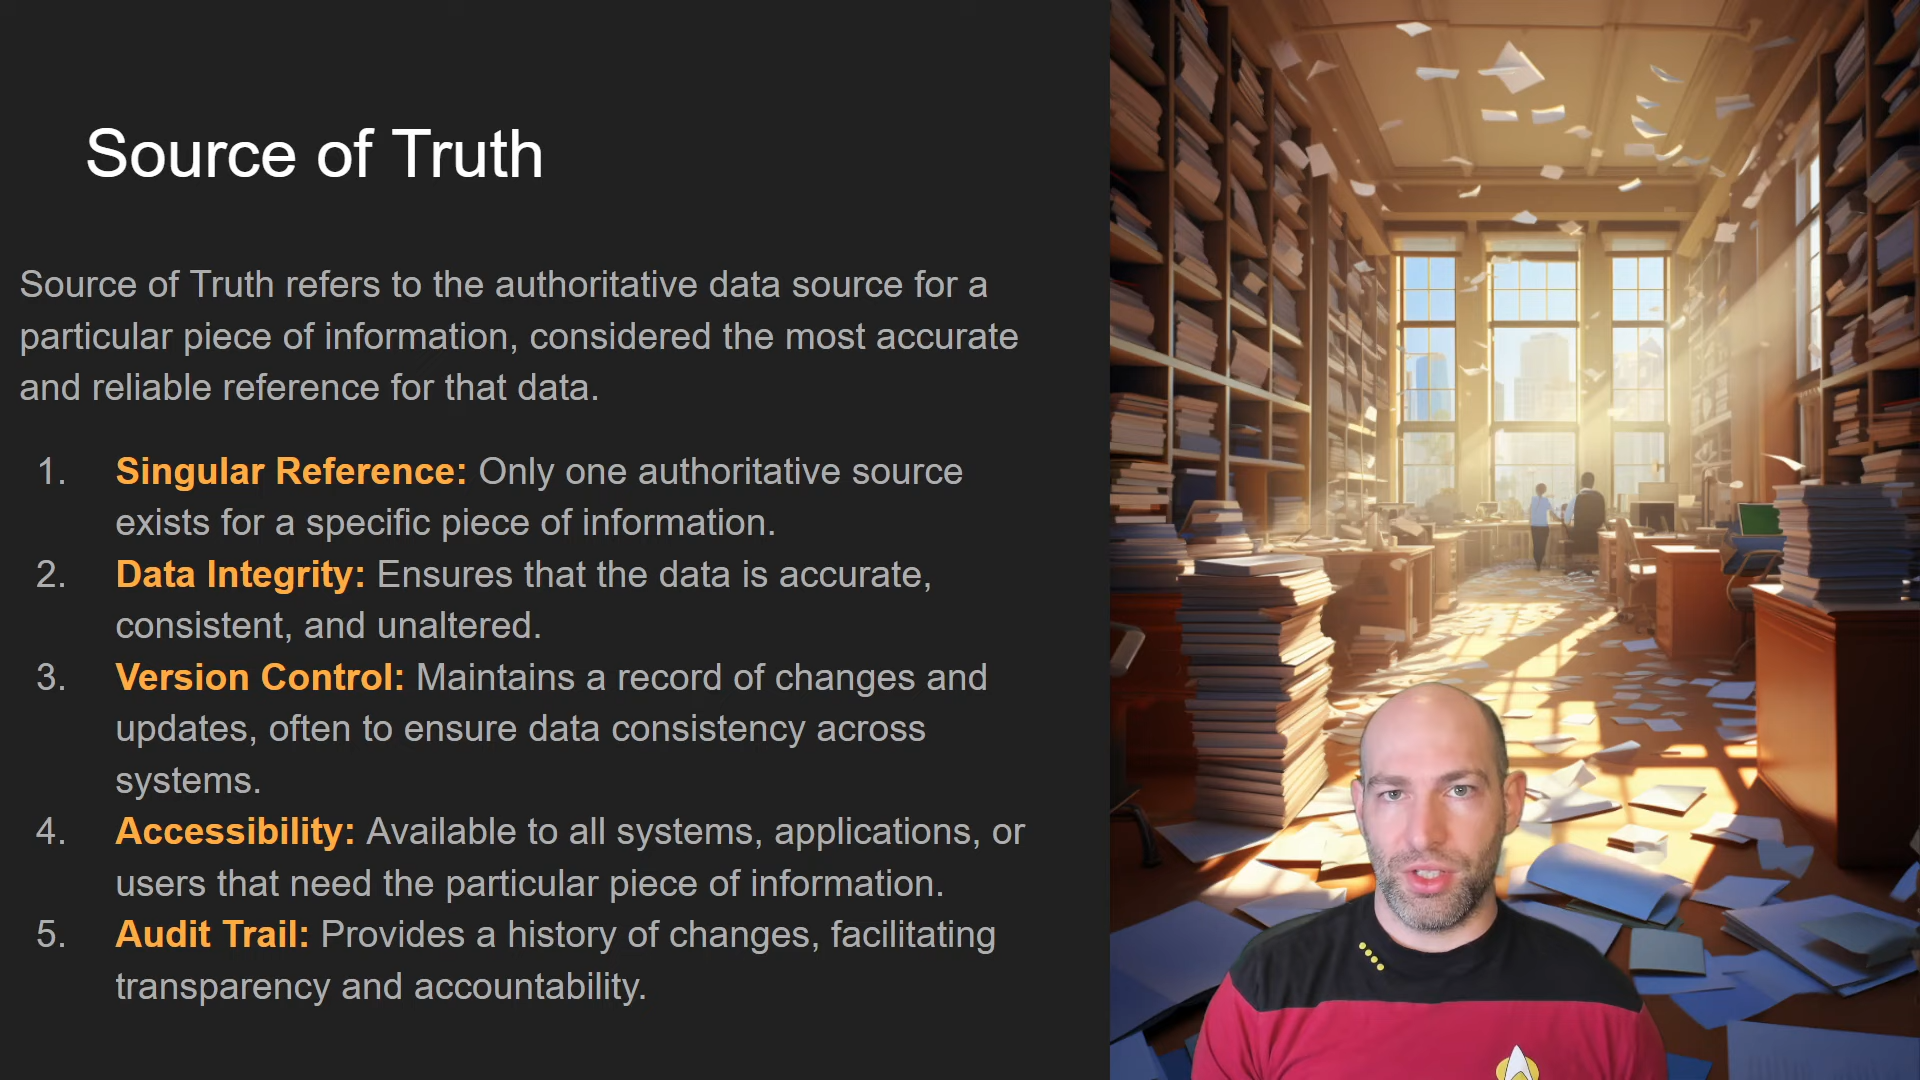 Source of Truth
Source of Truth refers to the authoritative data source for a
particular piece of information, considered the most accurate
and reliable reference for that data.
1. Singular Reference: Only one authoritative source
exists for a specific piece of information.
2. Data Integrity: Ensures that the data is accurate,
consistent, and unaltered.
3. Version Control: Maintains a record of changes and
updates, often to ensure data consistency across
systems.
4. Accessibility: Available to all systems, applications, or
users that need the particular piece of information.
5. Audit Trail: Provides a history of changes, facilitating
transparency and accountability.